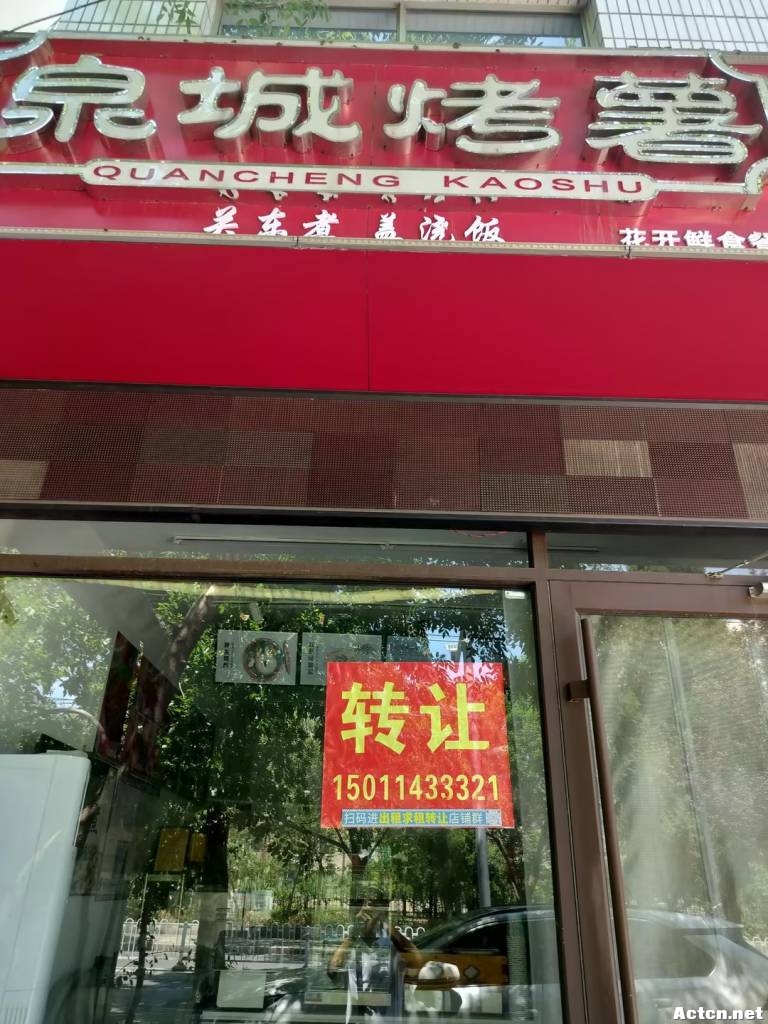 泉城烤薯
QUANCHENG KAOSHU
关东煮 盖浇饭
花开鲜食餐
转让
15011433321
扫码进出租求租转让店铺群
Actcn.net